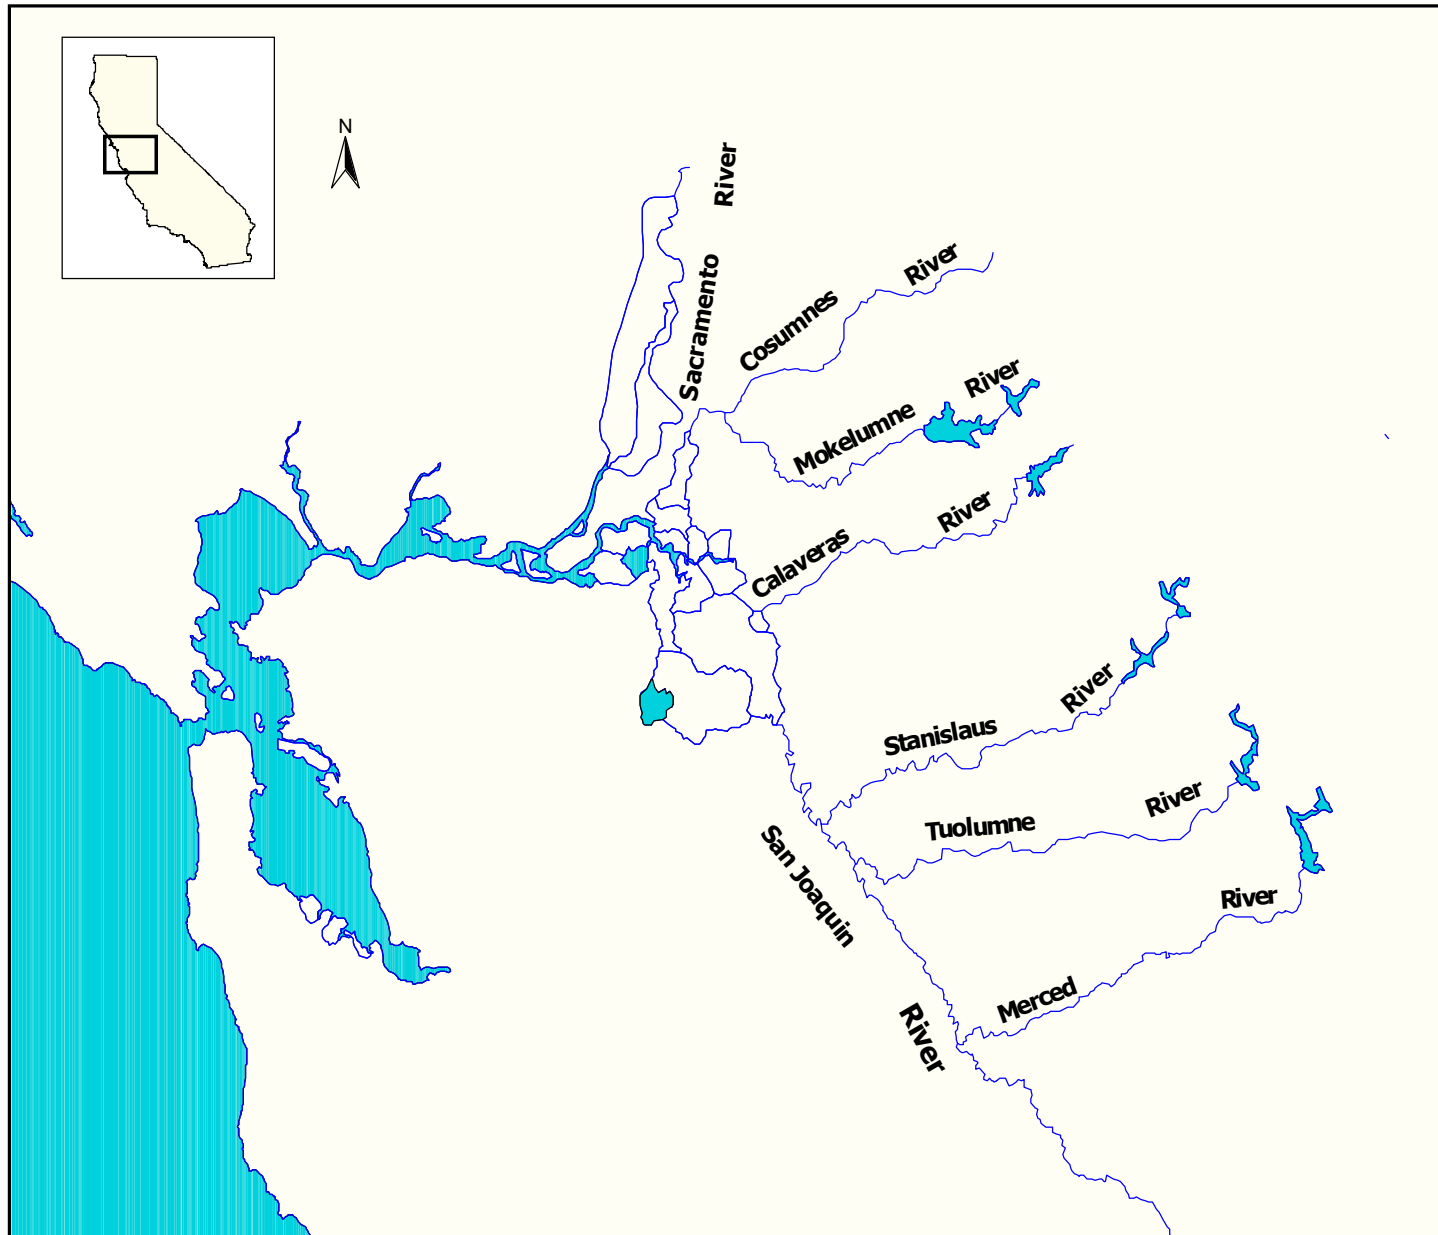 N
Sacramento River
Cosumnes River
Mokelumne River
Calaveras River
Stanislaus River
Tuolumne River
Merced River
San Joaquin River